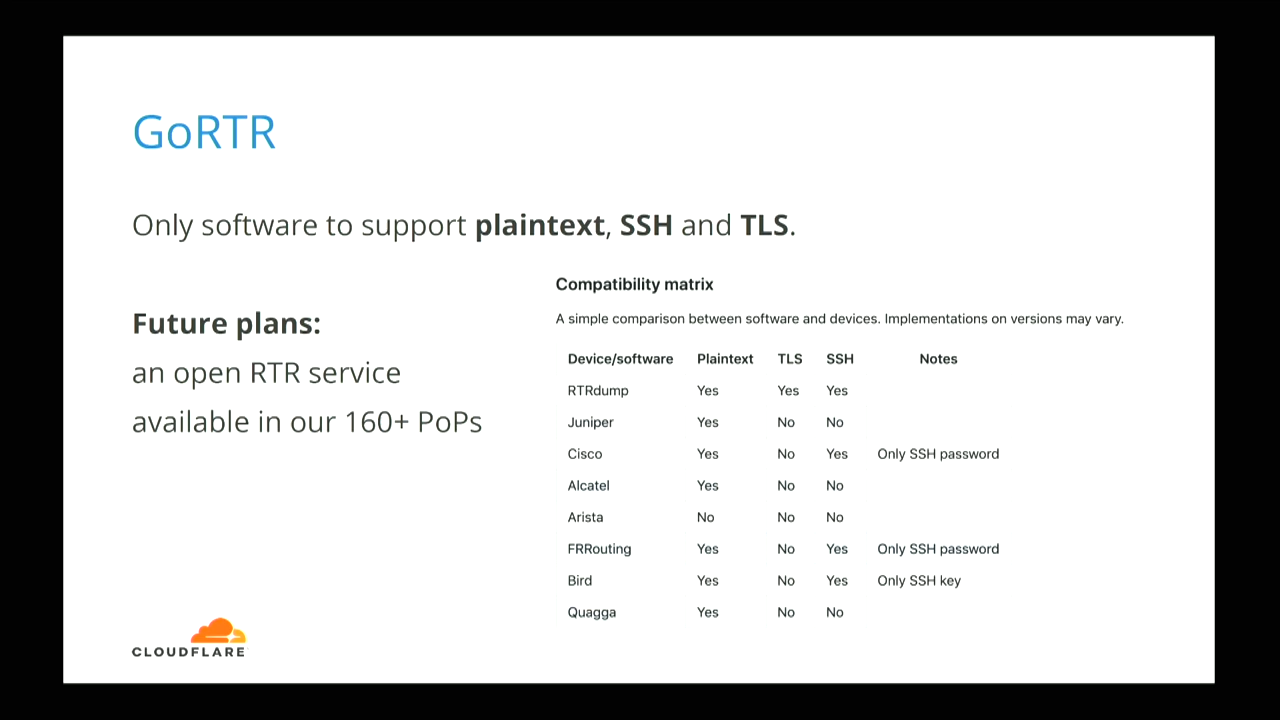 GoRTR
Only software to support plaintext, SSH and TLS.
Future plans:
an open RTR service
available in our 160+ PoPs
Compatibility matrix
A simple comparison between software and devices. Implementations on versions may vary.
Device/software Plaintext TLS SSH Notes
RTRdump Yes Yes Yes
Juniper Yes No No
Cisco Yes No Yes Only SSH password
Alcatel Yes No No
Arista No No No
FRRouting Yes No Yes Only SSH password
Bird Yes No Yes Only SSH key
Quagga Yes No No
CLOUDFLARE